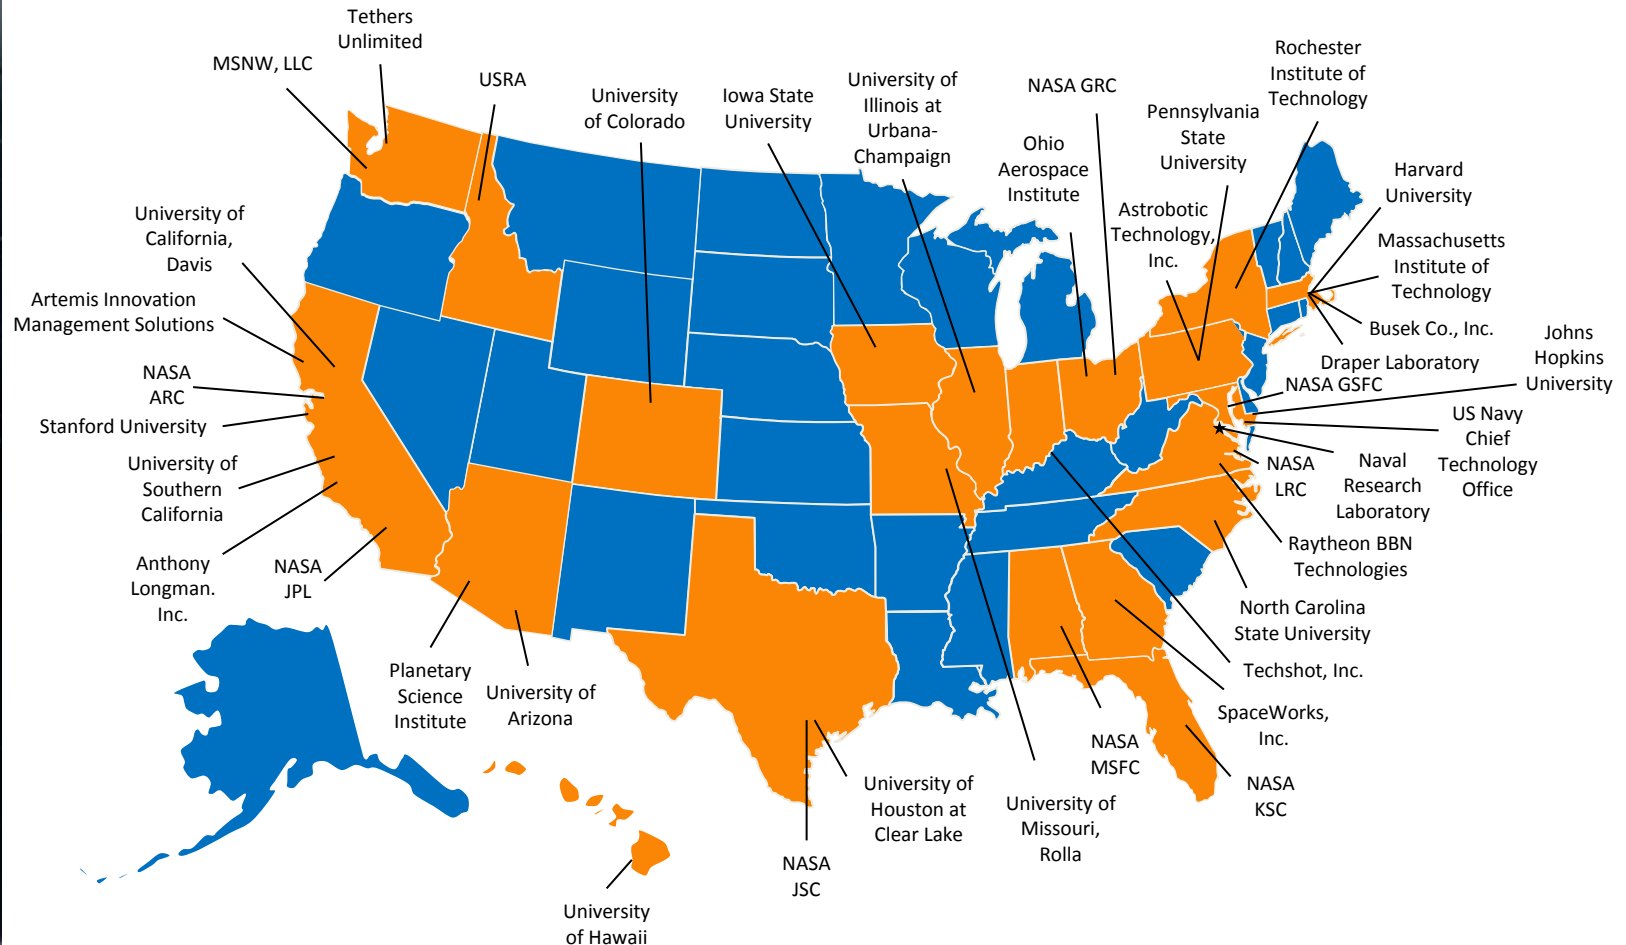 Tethers
Unlimited
MSNW, LLC
USRA
University
of Colorado
Iowa State
University
University of
Illinois at
Urbana-
Champaign
NASA GRC
Ohio
Aerospace
Institute
Pennsylvania
State
University
Rochester
Institute of
Technology
Astrobotic
Technology,
Inc.
Harvard
University
Massachusetts
Institute of
Technology
Busek Co., Inc.
Draper Laboratory
NASA GSFC
Johns
Hopkins
University
US Navy
Chief
Technology
Office
Naval
Research
Laboratory
NASA
LRC
Raytheon BBN
Technologies
North Carolina
State University
Techshot, Inc.
SpaceWorks,
Inc.
NASA
KSC
NASA
MSFC
University of
Missouri,
Rolla
University of
Houston at
Clear Lake
NASA
JSC
University
of Hawaii
University of
Arizona
Planetary
Science
Institute
NASA
JPL
Anthony
Longman.
Inc.
University of
Southern
California
Stanford University
NASA
ARC
Artemis Innovation
Management Solutions
University of
California,
Davis